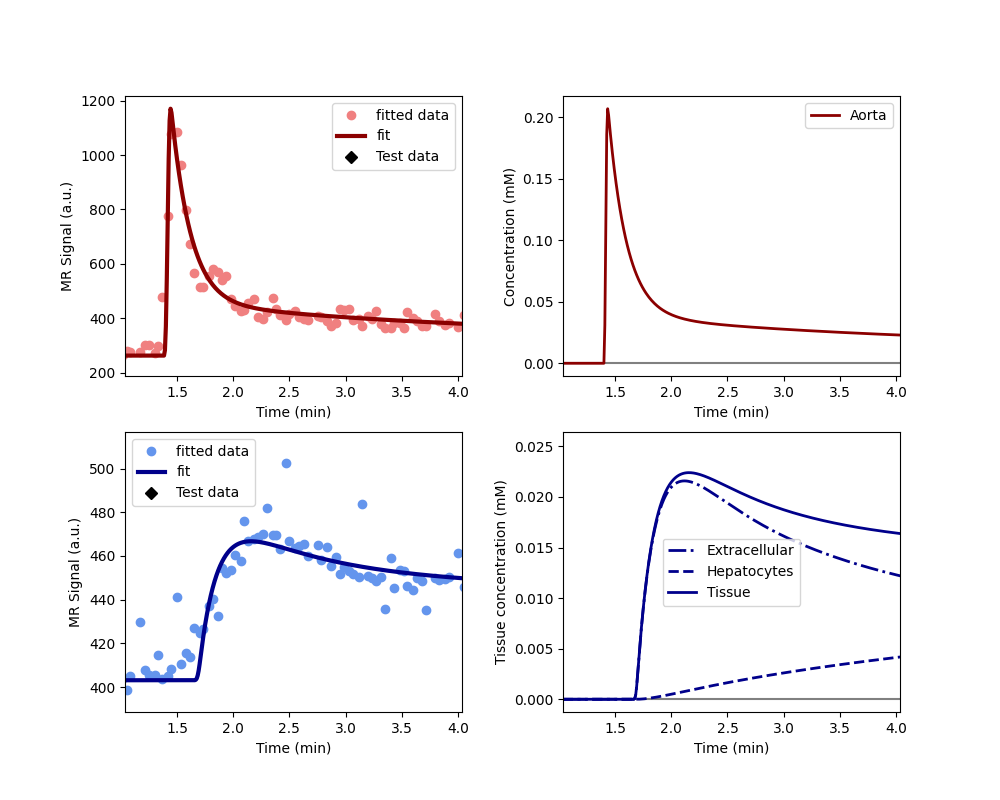 1200
1000
800
600
400
200
MR Signal (a.u.)
fitted data
fit
Test data
1.5 2.0 2.5 3.0 3.5 4.0
Time (min)
0.20
0.15
0.10
0.05
0.00
Concentration (mM)
Aorta
1.5 2.0 2.5 3.0 3.5 4.0
Time (min)
500
480
460
440
420
400
MR Signal (a.u.)
fitted data
fit
Test data
1.5 2.0 2.5 3.0 3.5 4.0
Time (min)
0.025
0.020
0.015
0.010
0.005
0.000
Tissue concentration (mM)
Extracellular
Hepatocytes
Tissue
1.5 2.0 2.5 3.0 3.5 4.0
Time (min)